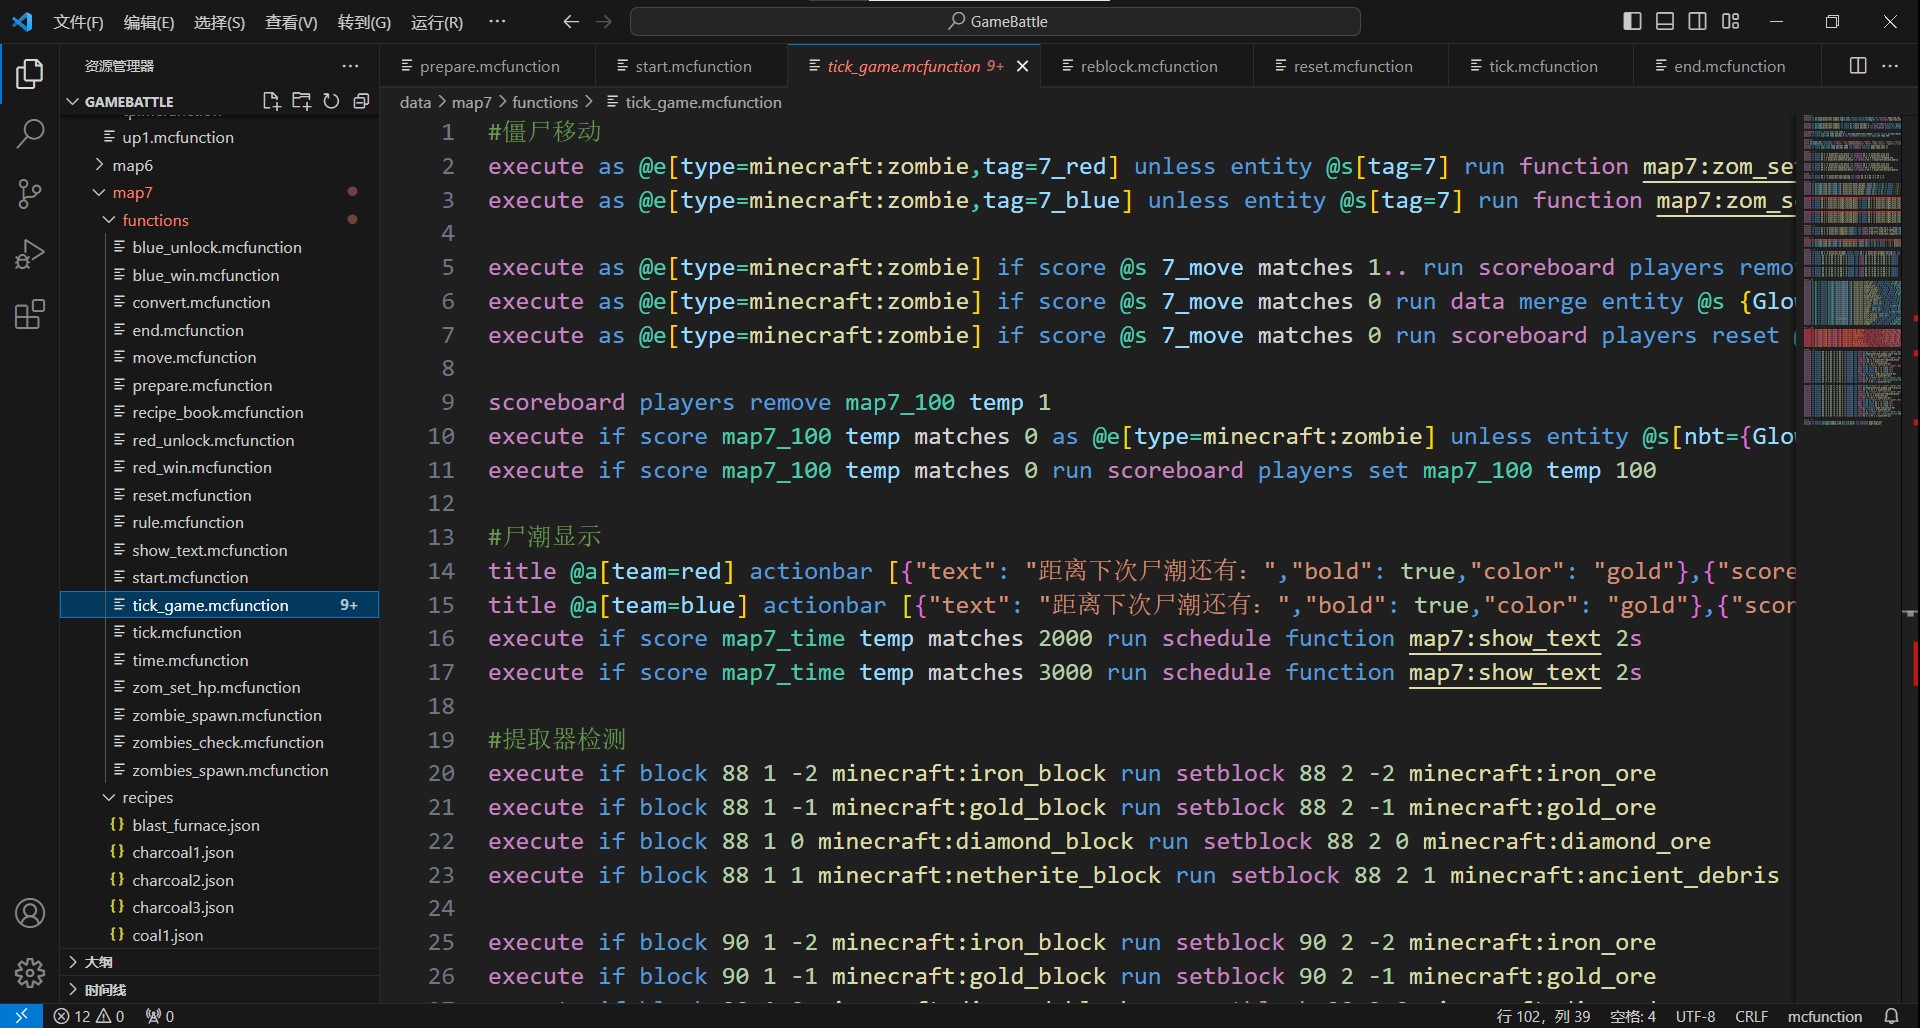 文件(F) 编辑(E) 选择(S) 查看(V) 转到(G) 运行(R) ··· GameBattle
资源管理器 ···
GAMEBATTLE
up1.mcfunction
map6
map7
functions
blue_unlock.mcfunction
blue_win.mcfunction
convert.mcfunction
end.mcfunction
move.mcfunction
prepare.mcfunction
recipe_book.mcfunction
red_unlock.mcfunction
red_win.mcfunction
reset.mcfunction
rule.mcfunction
show_text.mcfunction
start.mcfunction
tick_game.mcfunction 9+
tick.mcfunction
time.mcfunction
zom_set_hp.mcfunction
zombie_spawn.mcfunction
zombies_check.mcfunction
zombies_spawn.mcfunction
recipes
{} blast_furnace.json
{} charcoal1.json
{} charcoal2.json
{} charcoal3.json
{} coal1.json
大纲
时间线
prepare.mcfunction start.mcfunction tick_game.mcfunction 9+ reblock.mcfunction reset.mcfunction tick.mcfunction end.mcfunction ···
data > map7 > functions > tick_game.mcfunction
1 #僵尸移动
2 execute as @e[type=minecraft:zombie,tag=7_red] unless entity @s[tag=7] run function map7:zom_se
3 execute as @e[type=minecraft:zombie,tag=7_blue] unless entity @s[tag=7] run function map7:zom_s
4
5 execute as @e[type=minecraft:zombie] if score @s 7_move matches 1.. run scoreboard players remo
6 execute as @e[type=minecraft:zombie] if score @s 7_move matches 0 run data merge entity @s {Glo
7 execute as @e[type=minecraft:zombie] if score @s 7_move matches 0 run scoreboard players reset
8
9 scoreboard players remove map7_100 temp 1
10 execute if score map7_100 temp matches 0 as @e[type=minecraft:zombie] unless entity @s[nbt={Glo
11 execute if score map7_100 temp matches 0 run scoreboard players set map7_100 temp 100
12
13 #尸潮显示
14 title @a[team=red] actionbar [{"text": "距离下次尸潮还有: ","bold": true,"color": "gold"},{"score
15 title @a[team=blue] actionbar [{"text": "距离下次尸潮还有: ","bold": true,"color": "gold"},{"scor
16 execute if score map7_time temp matches 2000 run schedule function map7:show_text 2s
17 execute if score map7_time temp matches 3000 run schedule function map7:show_text 2s
18
19 #提取器检测
20 execute if block 88 1 -2 minecraft:iron_block run setblock 88 2 -2 minecraft:iron_ore
21 execute if block 88 1 -1 minecraft:gold_block run setblock 88 2 -1 minecraft:gold_ore
22 execute if block 88 1 0 minecraft:diamond_block run setblock 88 2 0 minecraft:diamond_ore
23 execute if block 88 1 1 minecraft:netherite_block run setblock 88 2 1 minecraft:ancient_debris
24
25 execute if block 90 1 -2 minecraft:iron_block run setblock 90 2 -2 minecraft:iron_ore
26 execute if block 90 1 -1 minecraft:gold_block run setblock 90 2 -1 minecraft:gold_ore
12 0 0 行 102, 列 39 空格: 4 UTF-8 CRLF mcfunction